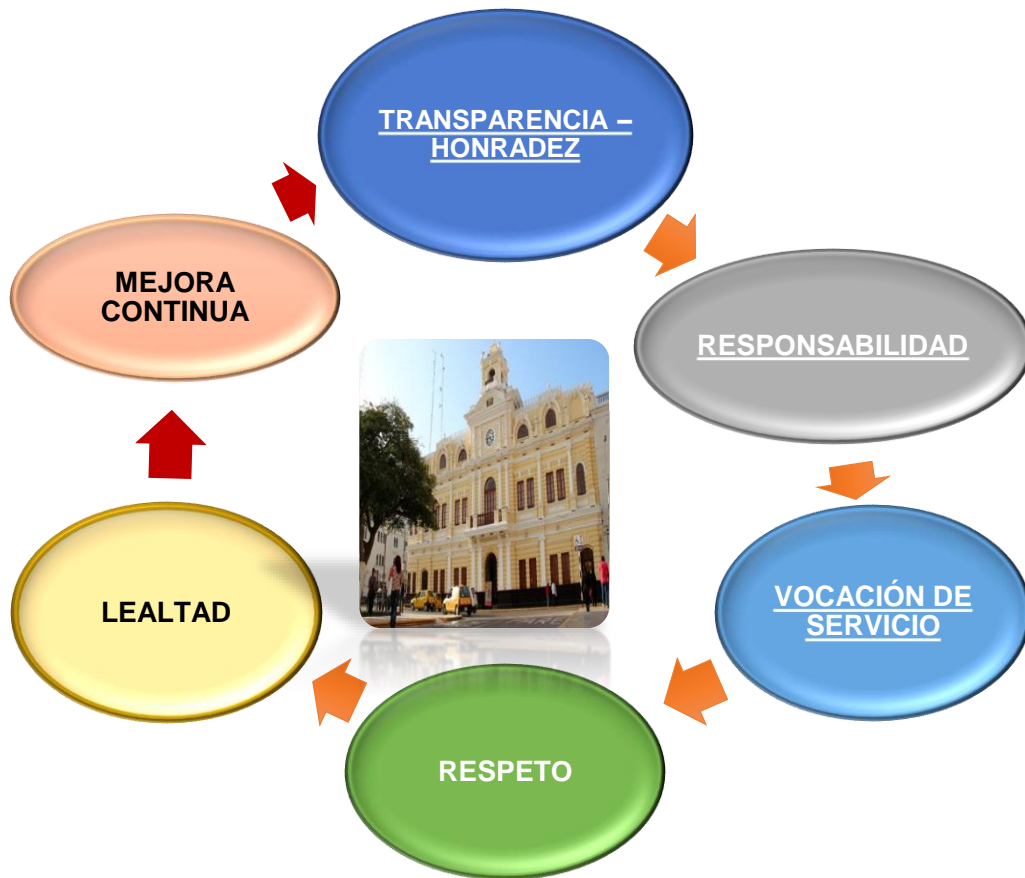 TRANSPARENCIA –
HONRADEZ
RESPONSABILIDAD
VOCACIÓN DE
SERVICIO
RESPETO
LEALTAD
MEJORA
CONTINUA